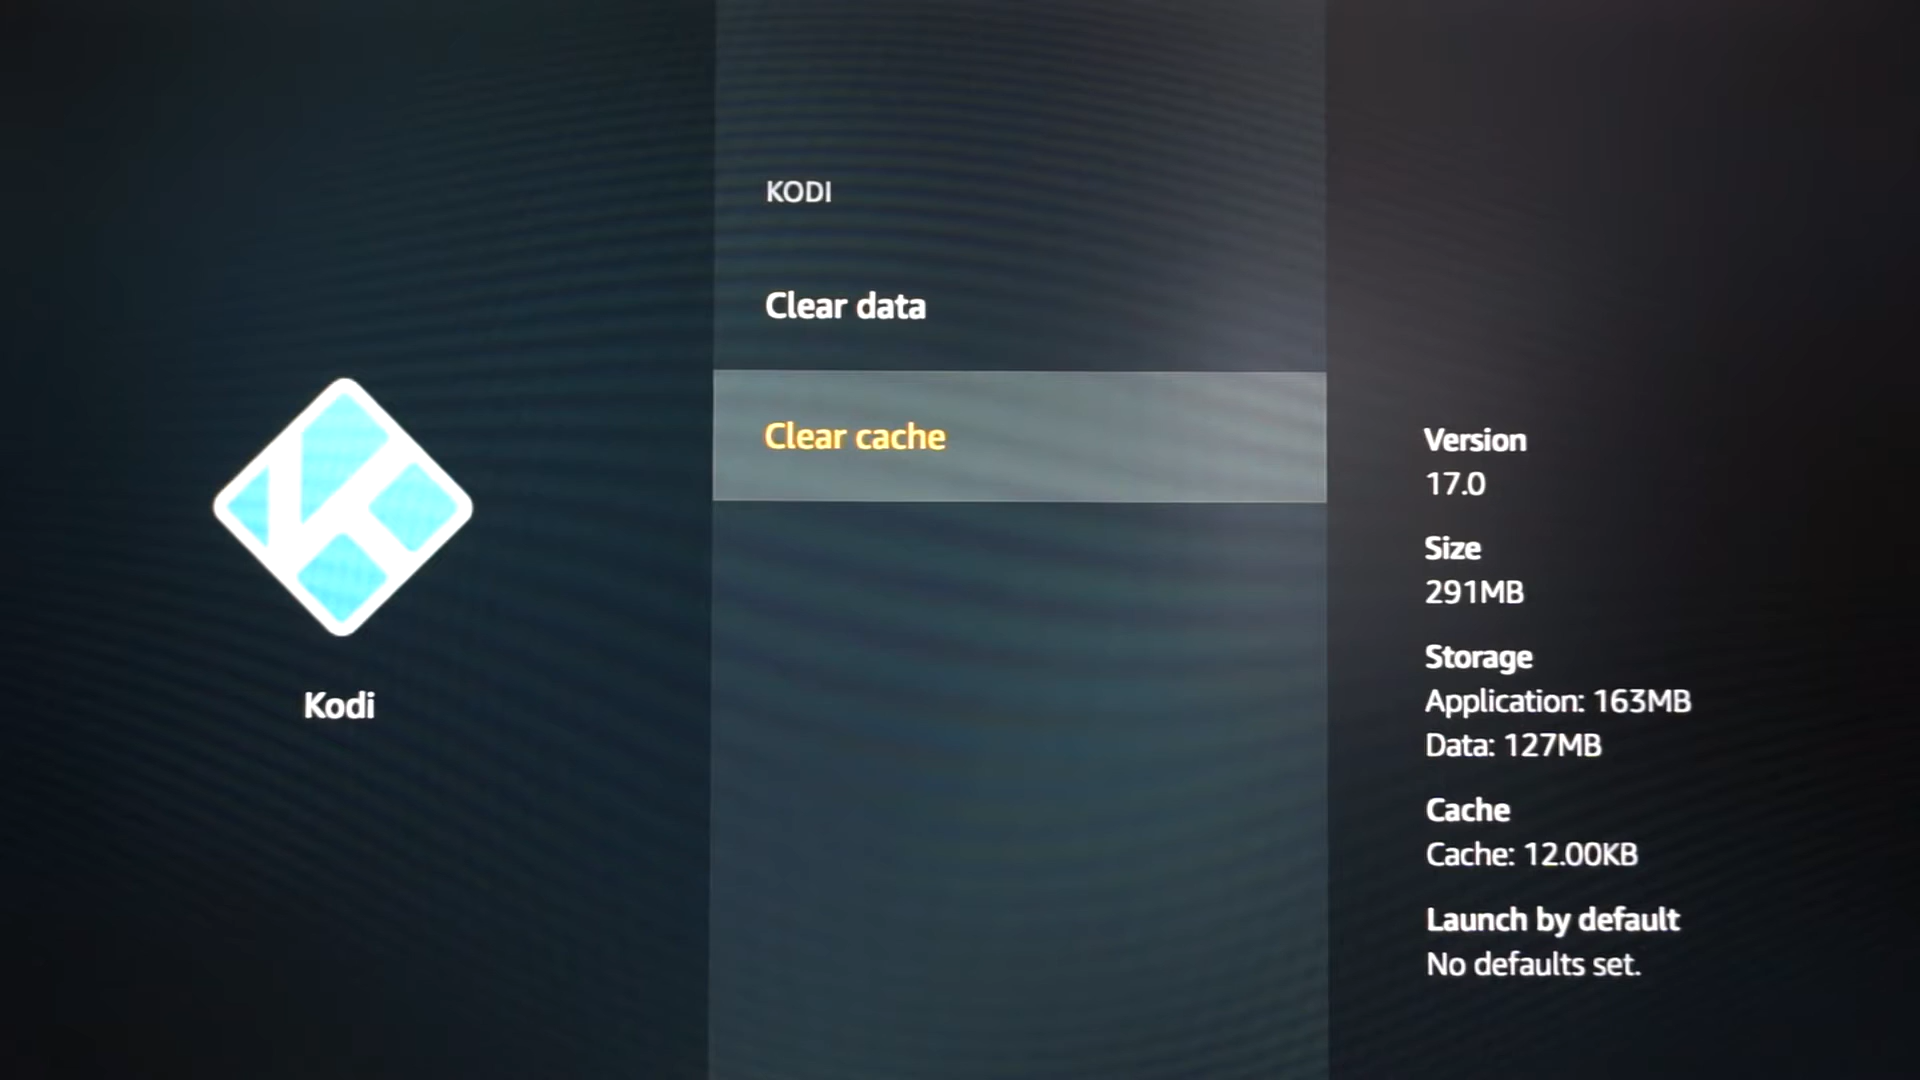 KODI
Clear data
Clear cache
Kodi
Version
17.0
Size
291MB
Storage
Application: 163MB
Data: 127MB
Cache
Cache: 12.00KB
Launch by default
No defaults set.